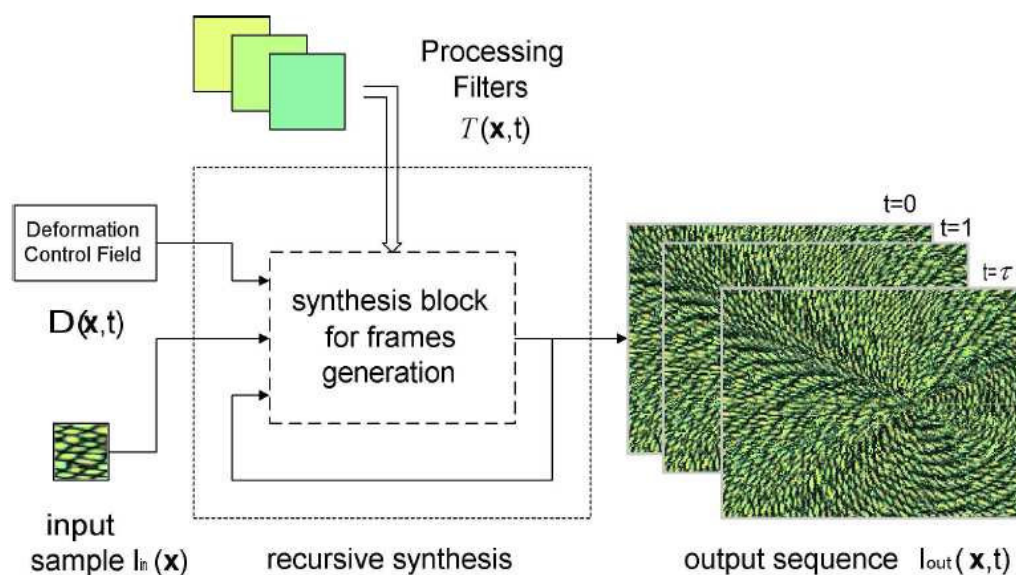 Processing
Filters
T(x,t)
Deformation
Control Field
D(x,t)
synthesis block
for frames
generation
t=0
t=1
t=τ
input
sample Iin(x)
recursive synthesis
output sequence Iout(x,t)